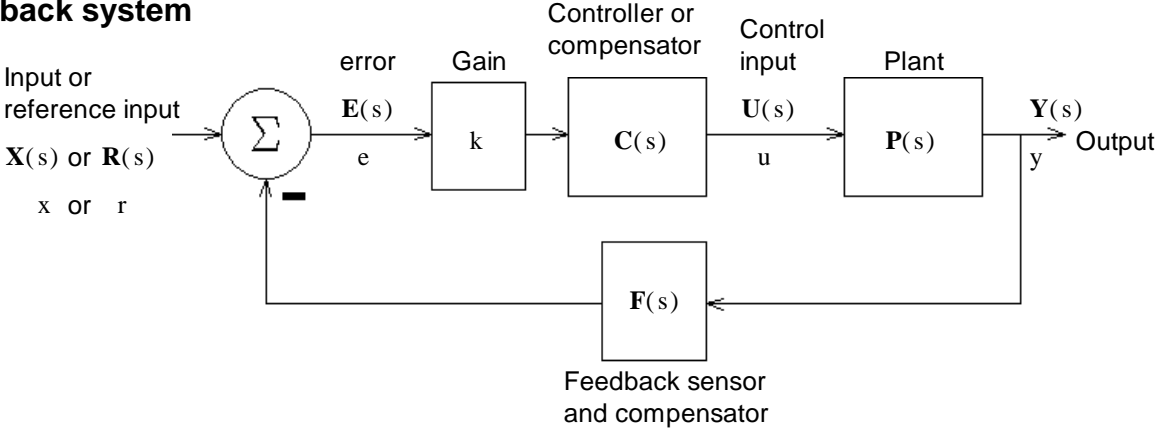 back system
Controller or
compensator
Control
input
Input or
reference input
error
Gain
Plant
E(s)
U(s)
Y(s)
Σ
k
C(s)
P(s)
Output
X(s) or R(s)
e
u
y
x or r
−
F(s)
Feedback sensor
and compensator